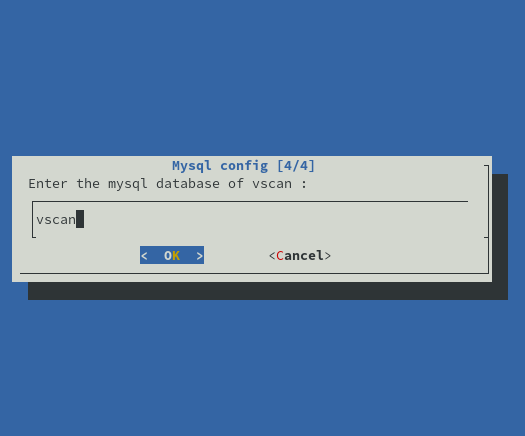 Mysql config [4/4]
Enter the mysql database of vscan :
vscan
< OK > <Cancel>